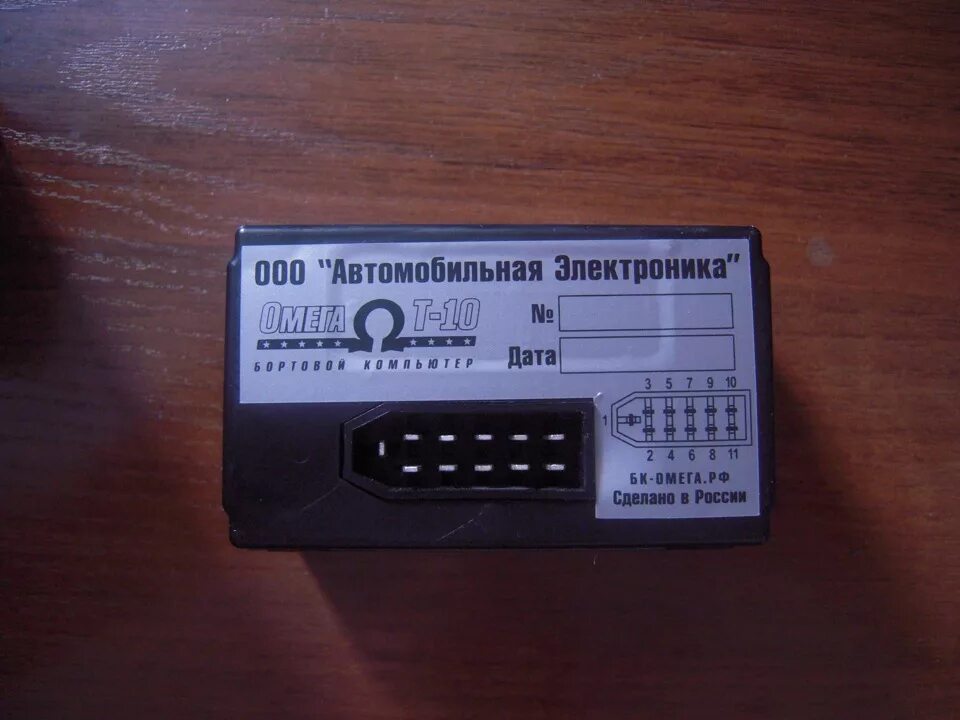 ООО "Автомобильная Электроника"
Омега Т-10
БОРТОВОЙ КОМПЬЮТЕР
№
Дата
3 5 7 9 10
1
2 4 6 8 11
БК-ОМЕГА.РФ
Сделано в России